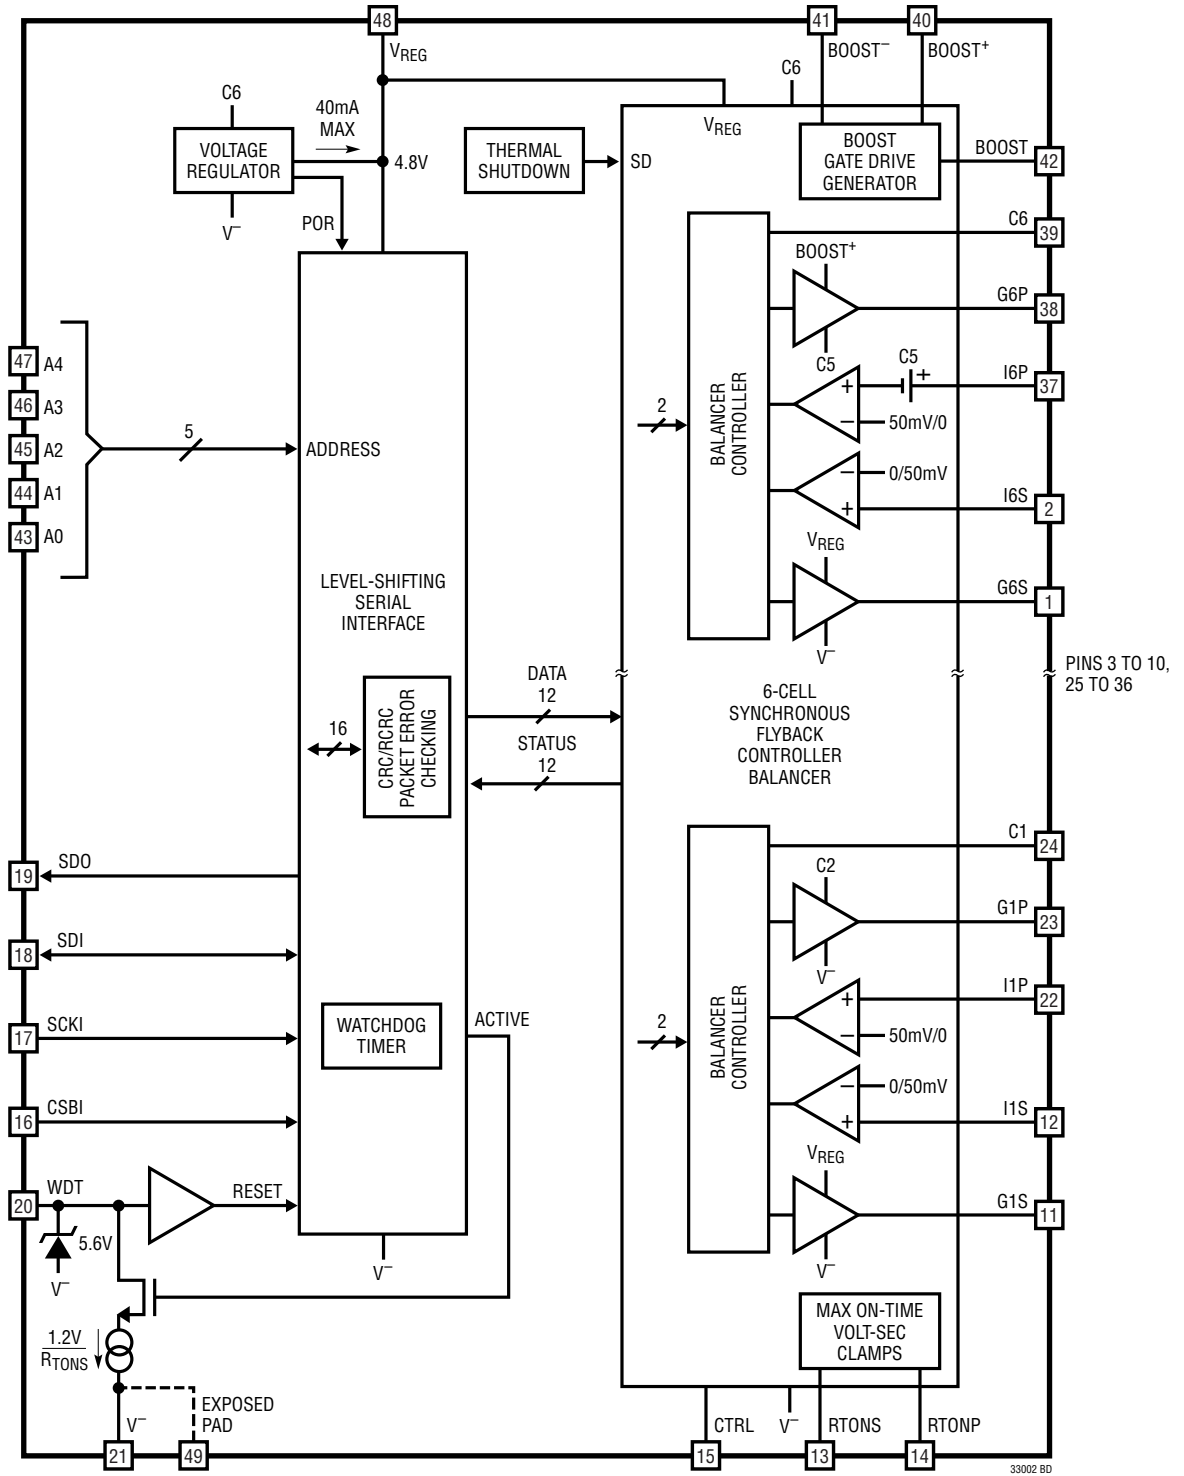 48
41
40
VREG
BOOST–
BOOST+
C6
C6
40mA
MAX
VREG
VOLTAGE
REGULATOR
4.8V
THERMAL
SHUTDOWN
SD
BOOST
GATE DRIVE
GENERATOR
BOOST
42
V–
POR
C6
39
BOOST+
G6P
38
C5
C5
+
I6P
37
+
–
50mV/0
2
BALANCER
CONTROLLER
–
0/50mV
+
I6S
2
VREG
G6S
1
V–
47
A4
46
A3
45
A2
44
A1
43
A0
5
ADDRESS
LEVEL-SHIFTING
SERIAL
INTERFACE
PINS 3 TO 10,
25 TO 36
DATA
12
STATUS
12
6-CELL
SYNCHRONOUS
FLYBACK
CONTROLLER
BALANCER
16
CRC/RCRC
PACKET ERROR
CHECKING
C1
24
C2
G1P
23
V–
19
SDO
18
SDI
17
SCKI
16
CSBI
WATCHDOG
TIMER
ACTIVE
2
BALANCER
CONTROLLER
+
I1P
22
–
50mV/0
–
0/50mV
+
I1S
12
VREG
G1S
11
V–
20
WDT
RESET
5.6V
V–
V–
1.2V
RTONS
MAX ON-TIME
VOLT-SEC
CLAMPS
EXPOSED
PAD
V–
CTRL
V–
RTONS
RTONP
21
49
15
13
14
33002 BD